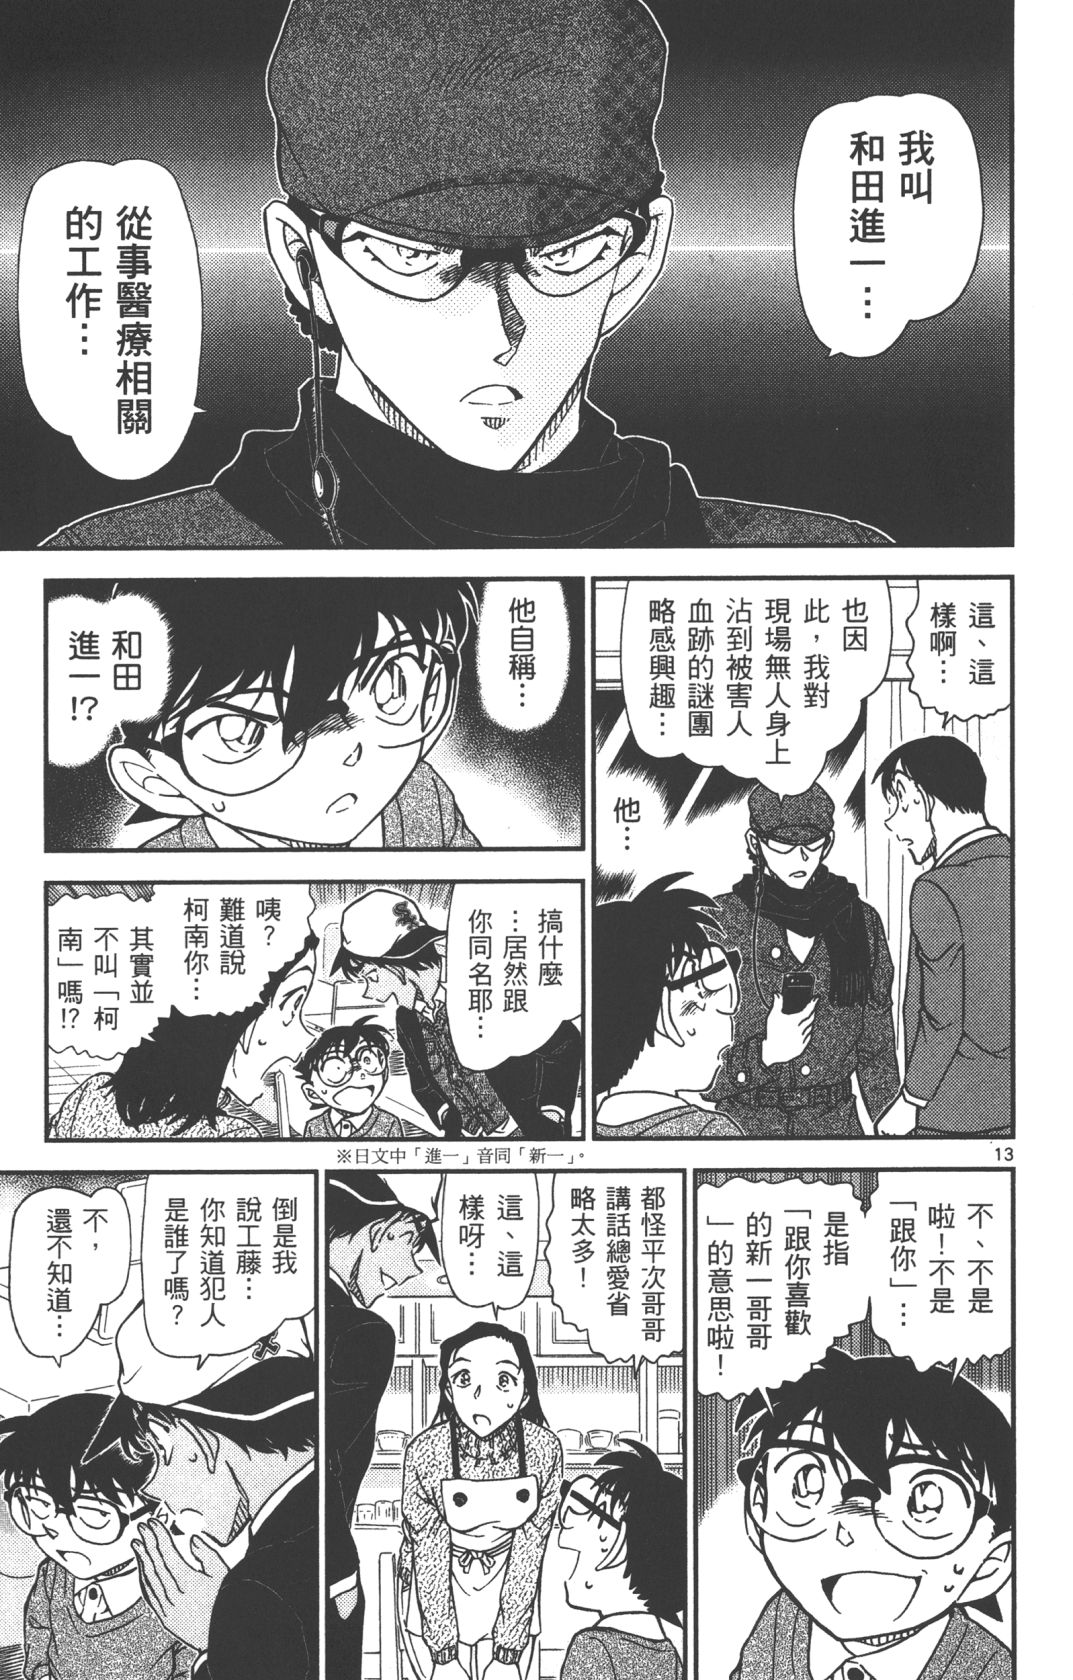 我叫
和田進一…
從事醫療相關
的工作…
這、這
樣啊…
也因
此，我對
現場無人身上
沾到被害人
血跡的謎團
略感興趣…
他…
他自稱…
和田
進一!?
搞什麼
…居然跟
你同名耶…
咦？
難道說
柯南你…
其實並
不叫「柯
南」嗎!?
※日文中「進一」音同「新一」。
13
不、不是
啦！不是
「跟你」…
是指
「跟你喜歡
的新一哥哥
」的意思啦！
都怪平次哥哥
講話總愛省
略太多！
這、這
樣呀…
倒是我
說工藤…
你知道犯人
是誰了嗎？
不，
還不知道…